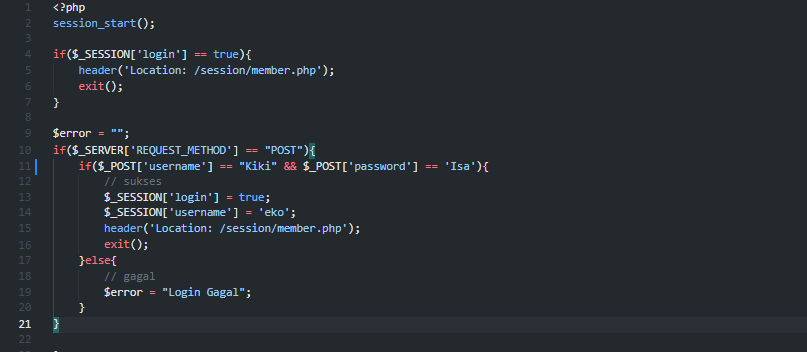 1 <?php
2 session_start();
3
4 if($_SESSION['login'] == true){
5 header('Location: /session/member.php');
6 exit();
7 }
8
9 $error = "";
10 if($_SERVER['REQUEST_METHOD'] == "POST"){
11 if($_POST['username'] == "Kiki" && $_POST['password'] == 'Isa'){
12 // sukses
13 $_SESSION['login'] = true;
14 $_SESSION['username'] = 'eko';
15 header('Location: /session/member.php');
16 exit();
17 }else{
18 // gagal
19 $error = "Login Gagal";
20 }
21 }
22